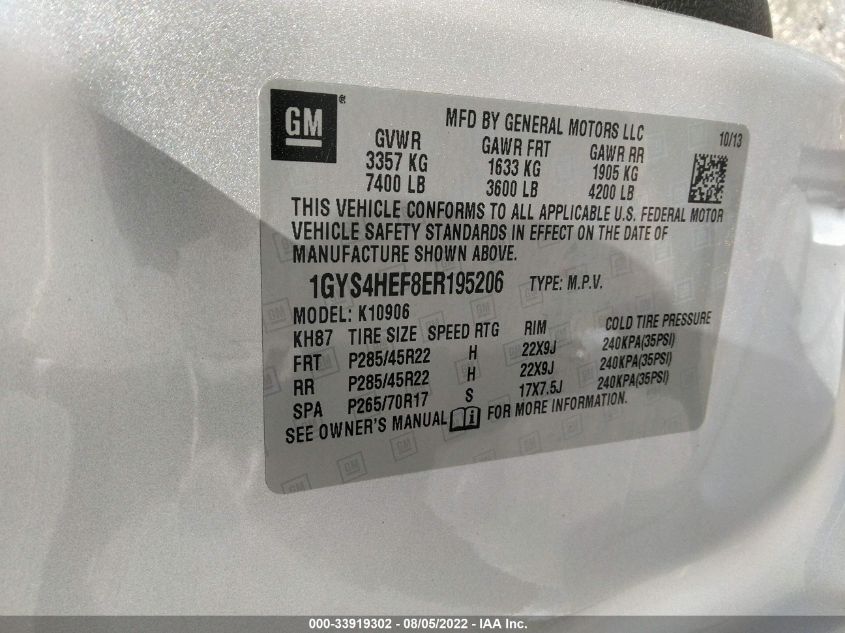 GM ®
MFD BY GENERAL MOTORS LLC 10/13
GVWR GAWR FRT GAWR RR
3357 KG 1633 KG 1905 KG
7400 LB 3600 LB 4200 LB
THIS VEHICLE CONFORMS TO ALL APPLICABLE U.S. FEDERAL MOTOR
VEHICLE SAFETY STANDARDS IN EFFECT ON THE DATE OF
MANUFACTURE SHOWN ABOVE.
1GYS4HEF8ER195206 TYPE: M.P.V.
MODEL: K10906
KH87 TIRE SIZE SPEED RTG RIM COLD TIRE PRESSURE
FRT P285/45R22 H 22X9J 240KPA(35PSI)
RR P285/45R22 H 22X9J 240KPA(35PSI)
SPA P265/70R17 S 17X7.5J 240KPA(35PSI)
SEE OWNER'S MANUAL i FOR MORE INFORMATION.
000-33919302 - 08/05/2022 - IAA Inc.